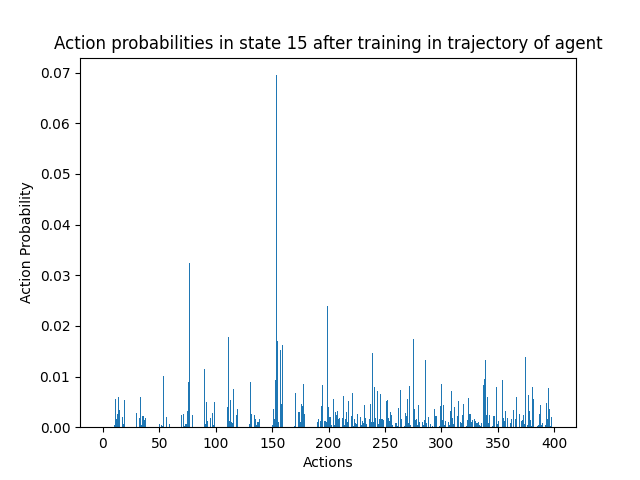 Action probabilities in state 15 after training in trajectory of agent
0.07
0.06
0.05
0.04
0.03
0.02
0.01
0.00
Action Probability
0 50 100 150 200 250 300 350 400
Actions